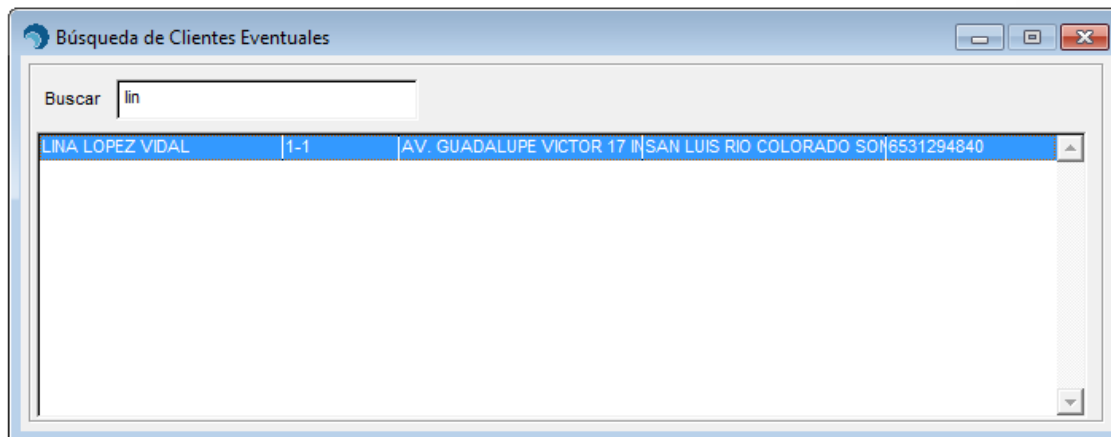 Búsqueda de Clientes Eventuales
Buscar lin
LINA LOPEZ VIDAL 1-1 AV. GUADALUPE VICTOR 17 IN SAN LUIS RIO COLORADO SON 6531294840